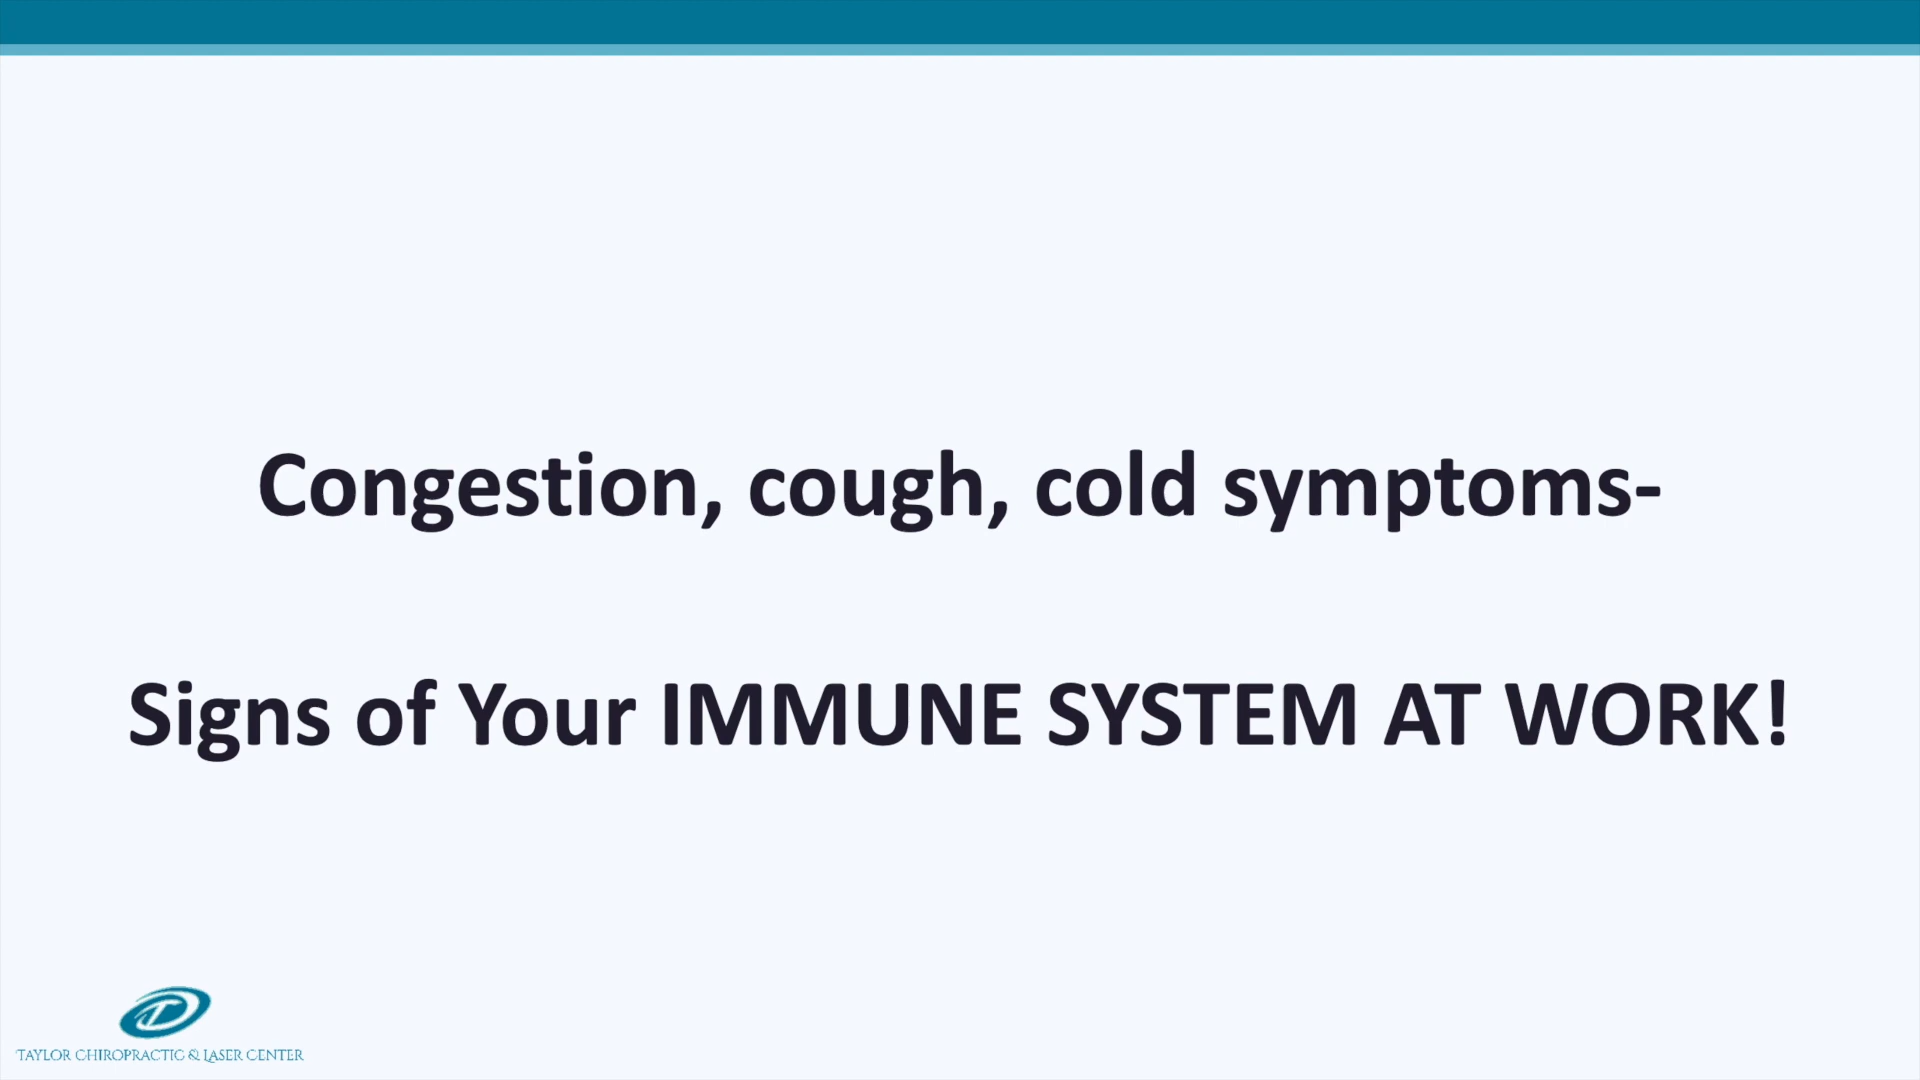 Congestion, cough, cold symptoms-
Signs of Your IMMUNE SYSTEM AT WORK!
TAYLOR CHIROPRACTIC & LASER CENTER